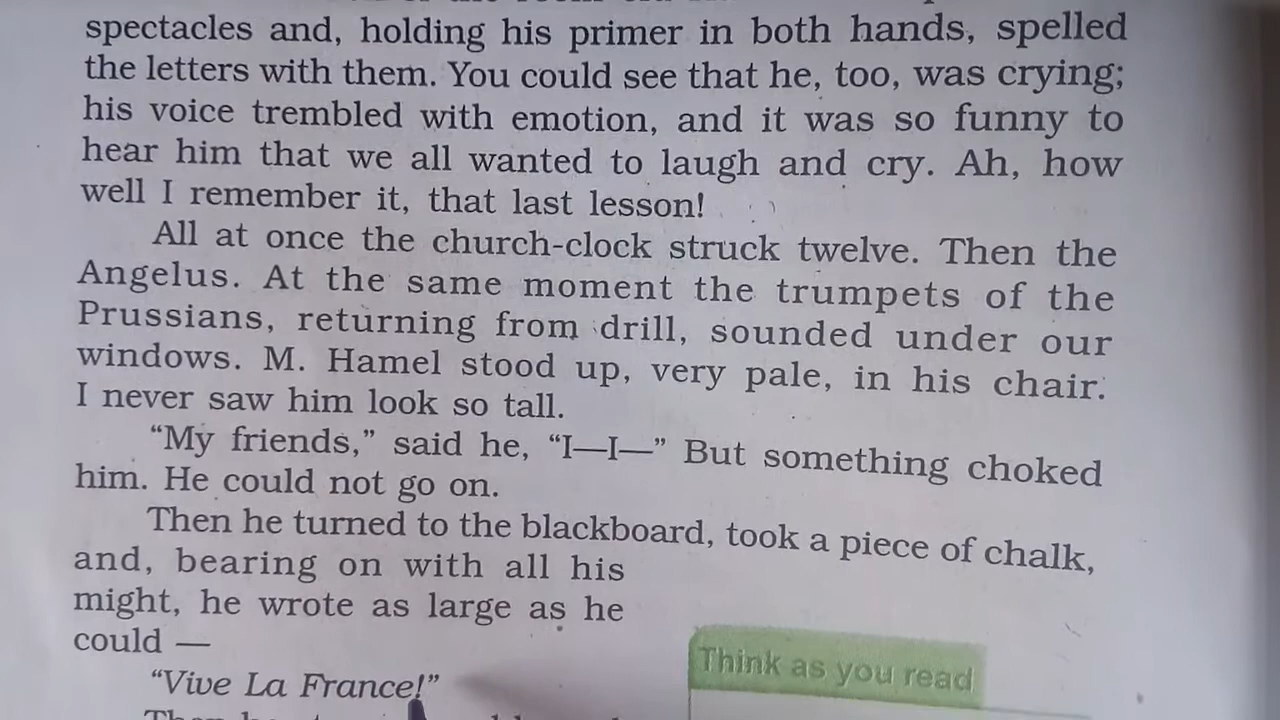 spectacles and, holding his primer in both hands, spelled
the letters with them. You could see that he, too, was crying;
his voice trembled with emotion, and it was so funny to
hear him that we all wanted to laugh and cry. Ah, how
well I remember it, that last lesson!
All at once the church-clock struck twelve. Then the
Angelus. At the same moment the trumpets of the
Prussians, returning from drill, sounded under our
windows. M. Hamel stood up, very pale, in his chair.
I never saw him look so tall.
“My friends,” said he, “I—I—” But something choked
him. He could not go on.
Then he turned to the blackboard, took a piece of chalk,
and, bearing on with all his
might, he wrote as large as he
could —
“Vive La France!”
Think as you read